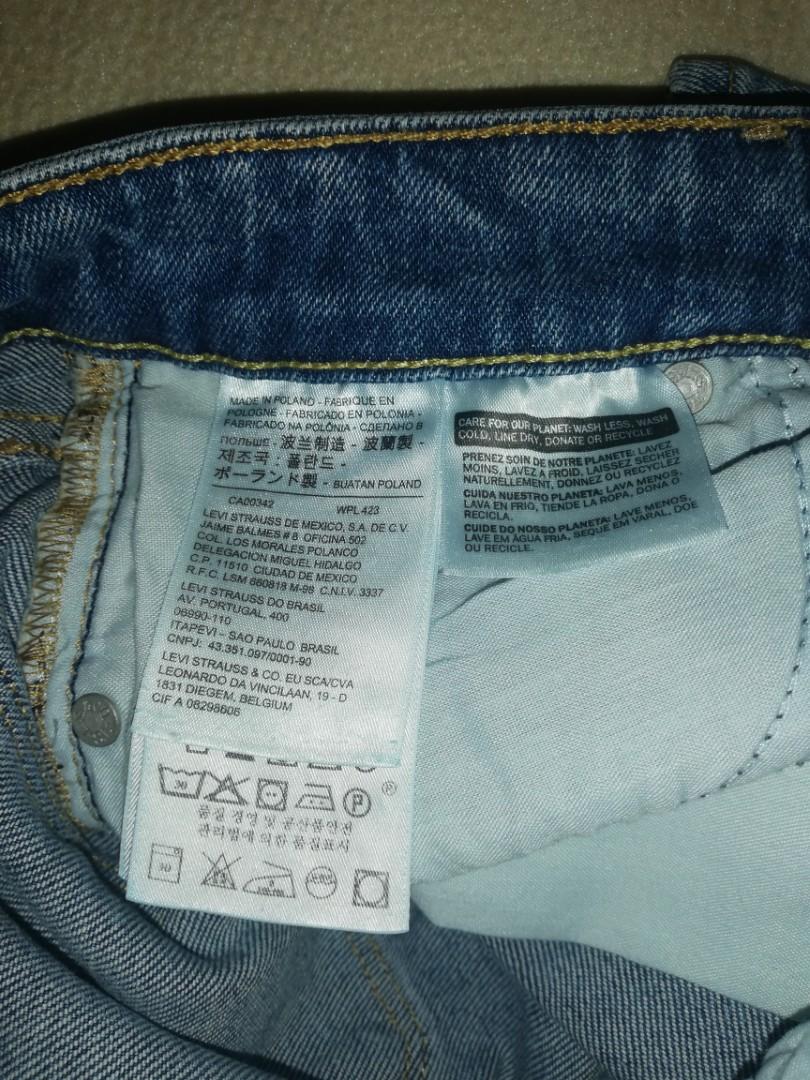 MADE IN POLAND - FABRIQUE EN
POLOGNE - FABRICADO EN POLONIA -
FABRICADO NA POLÔNIA - СДЕЛАНО В
ПОЛЬШЕ - 波兰制造 - 波蘭製 -
제조국 - 폴란드 -
ポーランド製 - BUATAN POLAND
CA00342 WPL 423
LEVI STRAUSS DE MEXICO, S.A. DE C.V.
JAIME BALMES # 8 OFICINA 502
COL. LOS MORALES POLANCO
DELEGACION MIGUEL HIDALGO
C.P. 11510 CIUDAD DE MEXICO
R.F.C. LSM 860818 M-98 C.N.I.V. 3337
LEVI STRAUSS DO BRASIL
AV. PORTUGAL, 400
06690-110
ITAPEVI - SAO PAULO BRASIL
CNPJ: 43.351.097/0001-90
LEVI STRAUSS & CO. EU SCA/CVA
LEONARDO DA VINCILAAN, 19 - D
1831 DIEGEM, BELGIUM
CIF A 08298606
30 P ®
품질 경영 및 공산품안전
관리법에 의한 품질표시
30
CARE FOR OUR PLANET: WASH LESS, WASH
COLD, LINE DRY, DONATE OR RECYCLE
PRENEZ SOIN DE NOTRE PLANETE: LAVEZ
MOINS, LAVEZ A FROID. LAISSEZ SÉCHER
NATURELLEMENT, DONNEZ OU RECYCLEZ
CUIDA NUESTRO PLANETA: LAVA MENOS,
LAVA EN FRIO, TIENDE LA ROPA, DONA O
RECICLA.
CUIDE DO NOSSO PLANETA: LAVE MENOS,
LAVE EM ÁGUA FRIA, SEQUE EM VARAL, DOE
OU RECICLE.